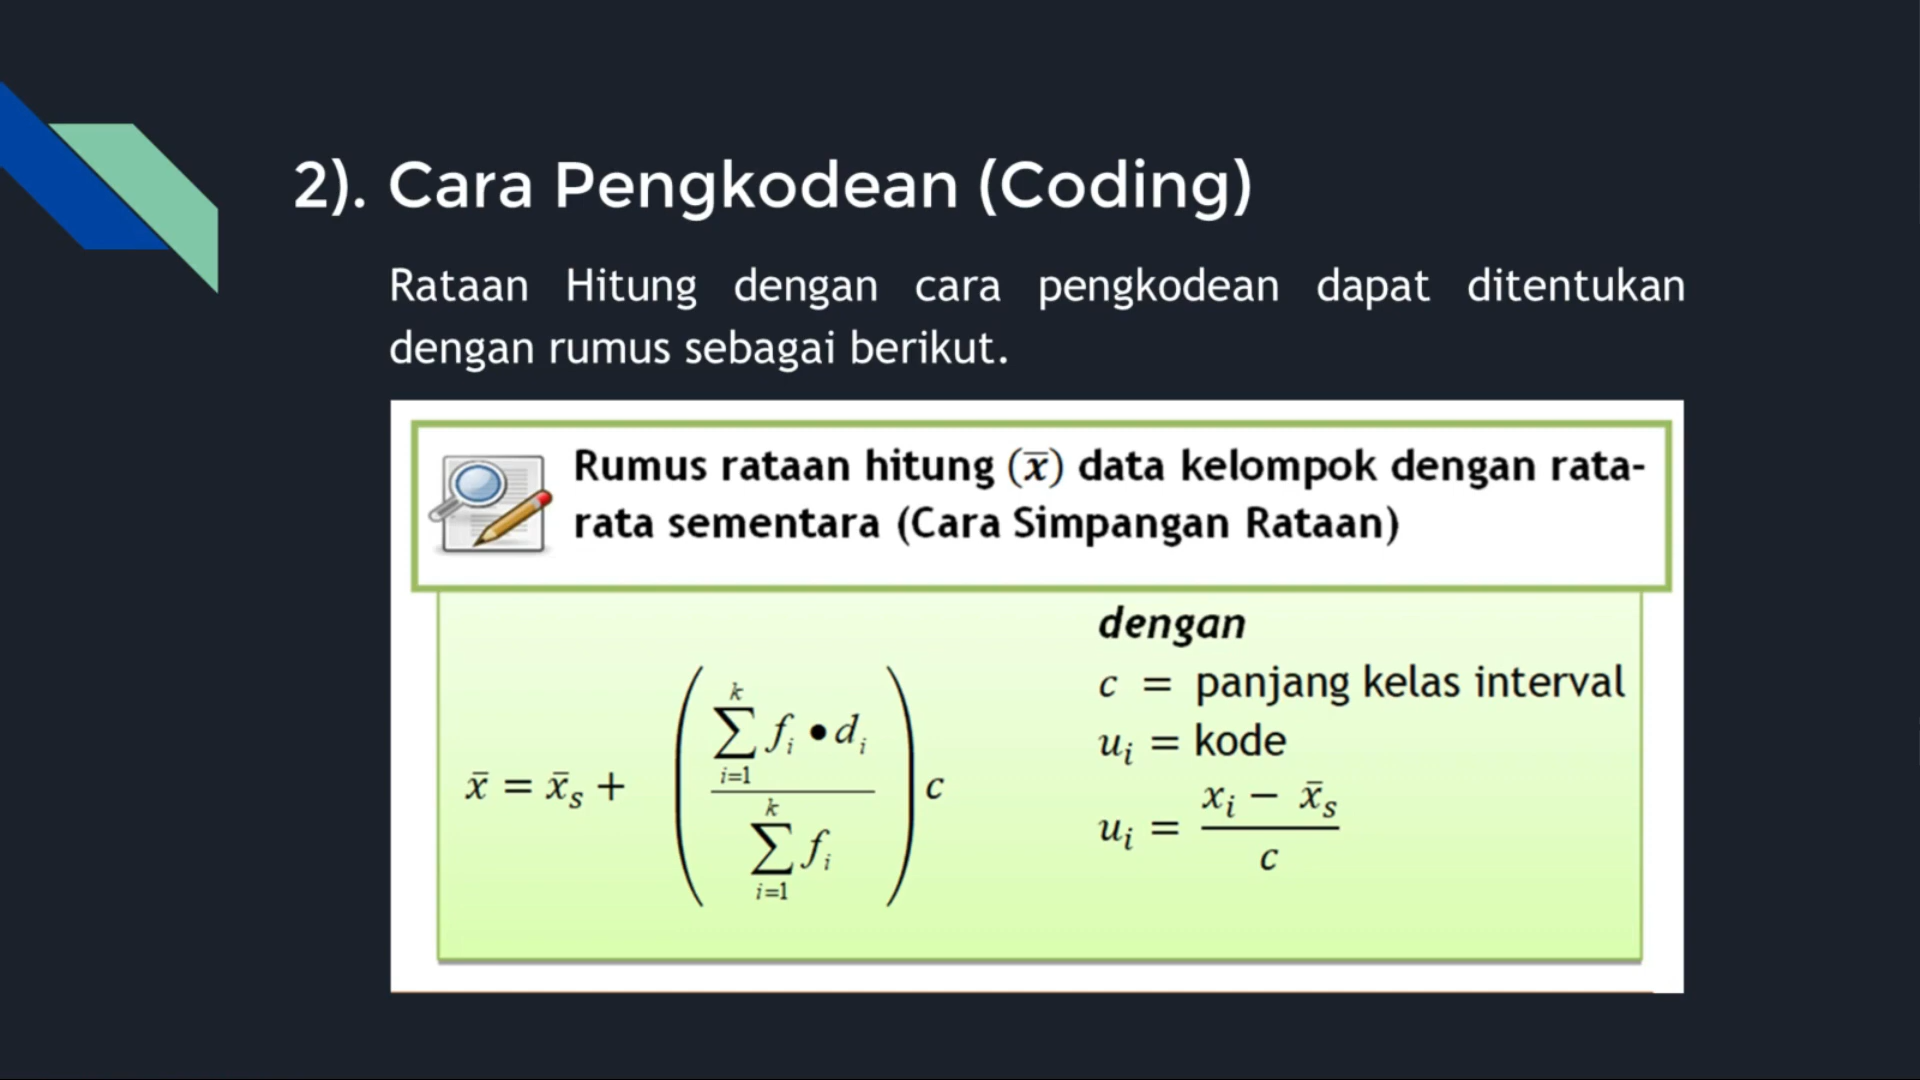 2). Cara Pengkodean (Coding)
Rataan Hitung dengan cara pengkodean dapat ditentukan
dengan rumus sebagai berikut.
Rumus rataan hitung (x̄) data kelompok dengan rata-
rata sementara (Cara Simpangan Rataan)
x̄ = x̄ₛ + ( ∑ᵢ₌₁ᵏ fᵢ • dᵢ / ∑ᵢ₌₁ᵏ fᵢ ) c
dengan
c = panjang kelas interval
uᵢ = kode
uᵢ = (xᵢ − x̄ₛ) / c